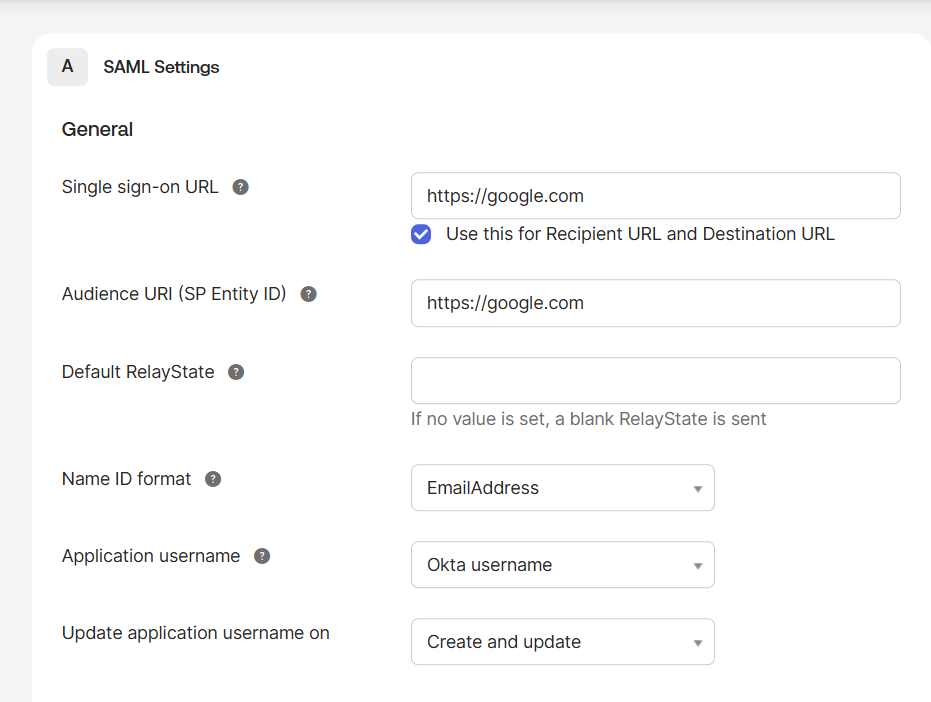 A SAML Settings
General
Single sign-on URL ?
https://google.com
Use this for Recipient URL and Destination URL
Audience URI (SP Entity ID) ?
https://google.com
Default RelayState ?
If no value is set, a blank RelayState is sent
Name ID format ?
EmailAddress
Application username ?
Okta username
Update application username on
Create and update